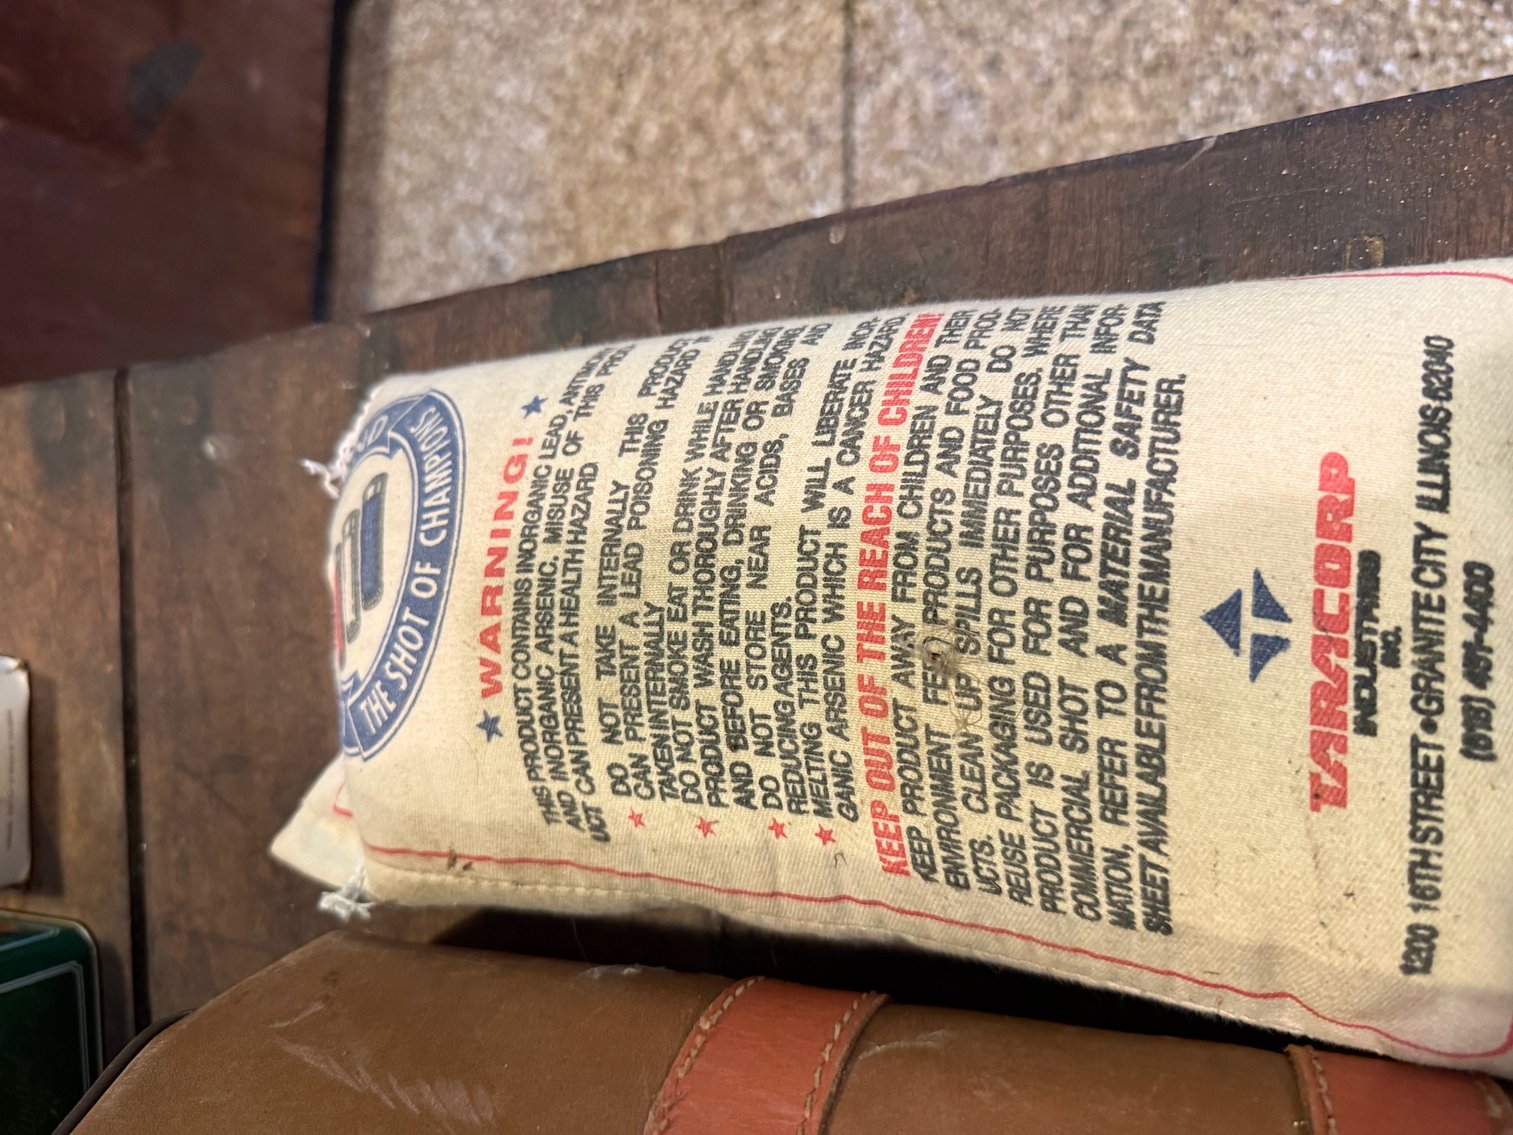 THE SHOT OF CHAMPIONS
★ WARNING! ★
THIS PRODUCT CONTAINS INORGANIC LEAD,
AND INORGANIC ARSENIC. MISUSE OF THIS
UCT CAN PRESENT A HEALTH HAZARD
★ DO NOT TAKE INTERNALLY THIS PRODUCT
CAN PRESENT A LEAD POISONING HAZARD
TAKEN INTERNALLY
★ DO NOT SMOKE EAT OR DRINK WHILE HANDLING
PRODUCT WASH THOROUGHLY AFTER HANDLING
AND BEFORE EATING, DRINKING OR SMOKING.
★ DO NOT STORE NEAR ACIDS, BASES AND
REDUCING AGENTS.
★ MELTING THIS PRODUCT WILL LIBERATE INOR-
GANIC ARSENIC WHICH IS A CANCER HAZARD.
KEEP OUT OF THE REACH OF CHILDREN!
KEEP PRODUCT AWAY FROM CHILDREN AND THEIR
ENVIRONMENT PRODUCTS AND FOOD PROD-
UCTS. CLEAN UP SPILLS IMMEDIATELY DO NOT
REUSE PACKAGING FOR OTHER PURPOSES. WHERE
PRODUCT IS USED FOR PURPOSES OTHER THAN
COMMERCIAL SHOT AND FOR ADDITIONAL INFOR-
MATION, REFER TO A MATERIAL SAFETY DATA
SHEET AVAILABLE FROM THE MANUFACTURER.
TARACORP
INDUSTRIES
INC.
1200 16TH STREET • GRANITE CITY ILLINOIS 62040
(618) 451-4400